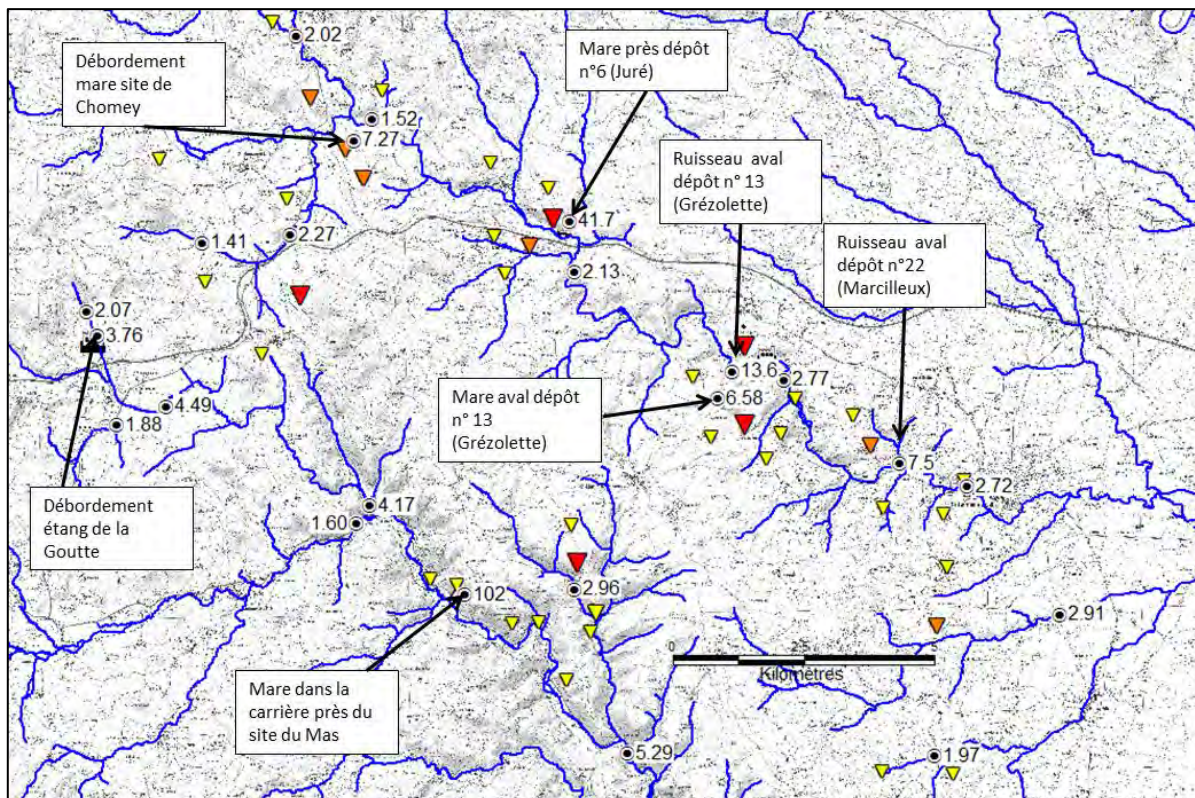 2.02
Débordement
mare site de
Chomey
Mare près dépôt
n°6 (Juré)
1.52
7.27
Ruisseau aval
dépôt n° 13
(Grézolette)
41.7
2.27
1.41
Ruisseau aval
dépôt n°22
(Marcilleux)
2.13
2.07
3.76
13.6
2.77
6.58
Mare aval dépôt
n° 13
(Grézolette)
4.49
1.88
7.5
2.72
Débordement
étang de la
Goutte
4.17
1.60
2.96
102
2.91
0
2.5
5
Kilomètres
Mare dans la
carrière près du
site du Mas
5.29
1.97